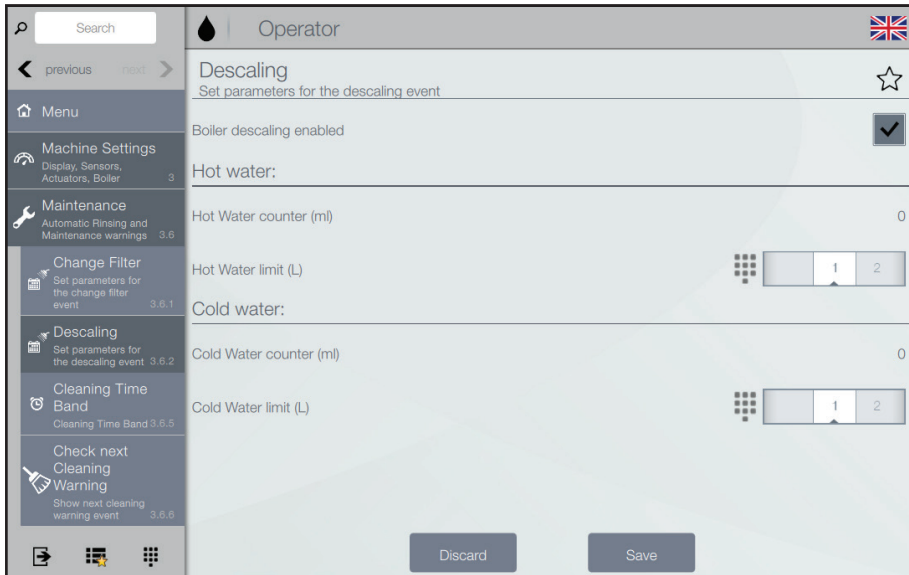 Search
previous next
Menu
Machine Settings
Display, Sensors,
Actuators, Boiler 3
Maintenance
Automatic Rinsing and
Maintenance warnings 3.6
Change Filter
Set parameters for
the change filter
event 3.6.1
Descaling
Set parameters for
the descaling event 3.6.2
Cleaning Time
Band
Cleaning Time Band 3.6.5
Check next
Cleaning
Warning
Show next cleaning
warning event 3.6.6
Operator
Descaling
Set parameters for the descaling event
Boiler descaling enabled
Hot water:
Hot Water counter (ml) 0
Hot Water limit (L) 1 2
Cold water:
Cold Water counter (ml) 0
Cold Water limit (L) 1 2
Discard Save